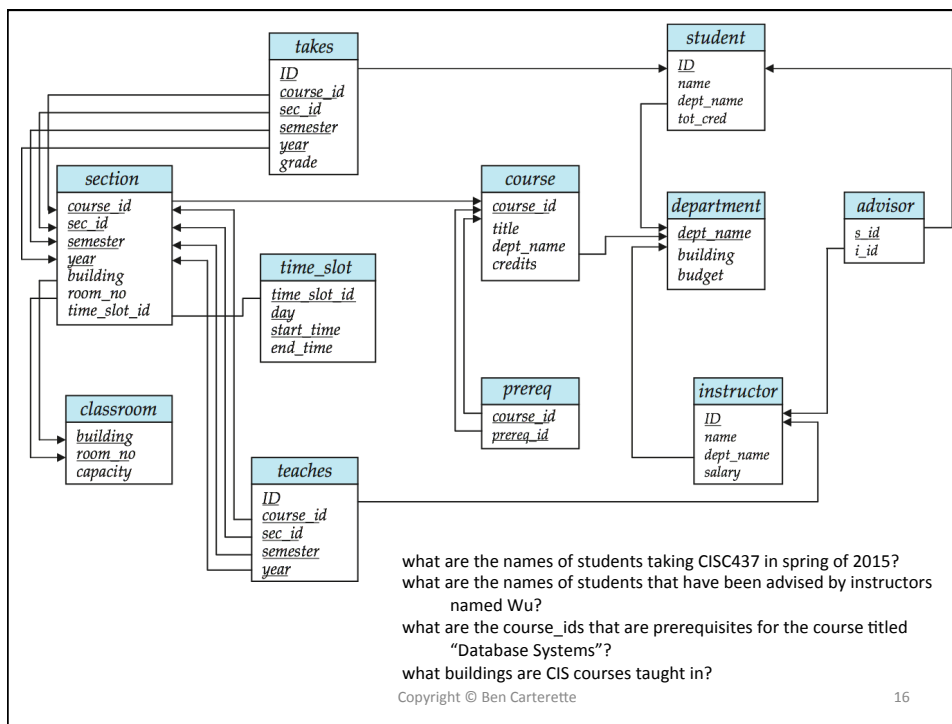 takes
ID
course_id
sec_id
semester
year
grade
student
ID
name
dept_name
tot_cred
section
course_id
sec_id
semester
year
building
room_no
time_slot_id
course
course_id
title
dept_name
credits
department
dept_name
building
budget
advisor
s_id
i_id
time_slot
time_slot_id
day
start_time
end_time
prereq
course_id
prereq_id
instructor
ID
name
dept_name
salary
classroom
building
room_no
capacity
teaches
ID
course_id
sec_id
semester
year
what are the names of students taking CISC437 in spring of 2015?
what are the names of students that have been advised by instructors
named Wu?
what are the course_ids that are prerequisites for the course titled
“Database Systems”?
what buildings are CIS courses taught in?
Copyright © Ben Carterette
16